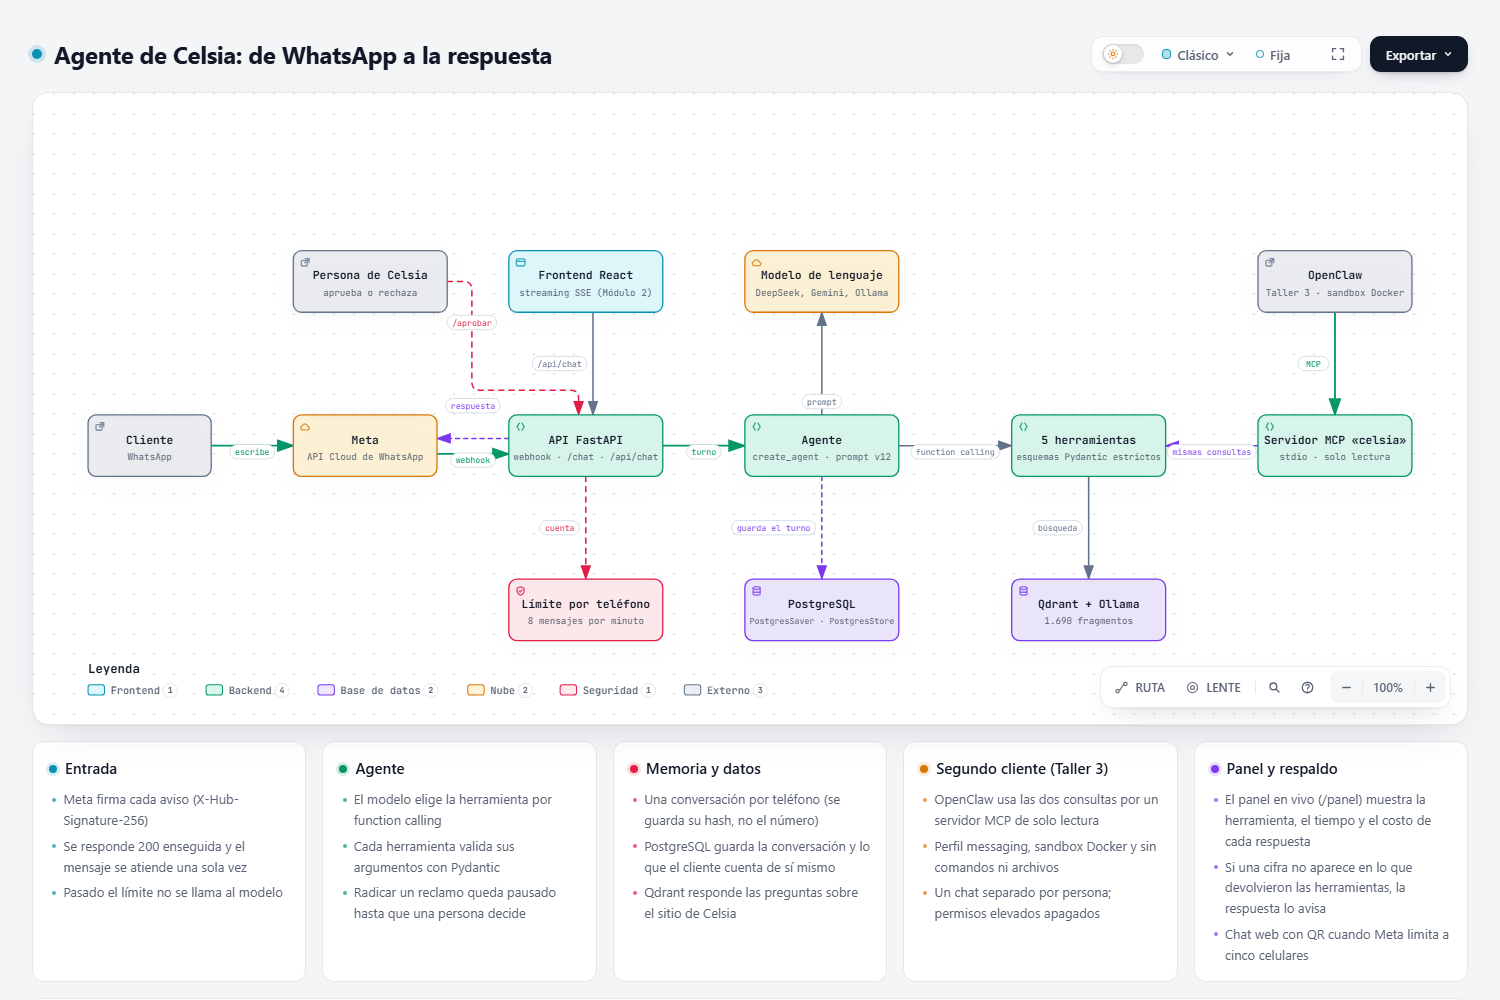 Agente de Celsia: de WhatsApp a la respuesta
Clásico
Fija
Exportar
Persona de Celsia
aprueba o rechaza
Frontend React
streaming SSE (Módulo 2)
Modelo de lenguaje
DeepSeek, Gemini, Ollama
OpenClaw
Taller 3 · sandbox Docker
/aprobar
/api/chat
MCP
prompt
respuesta
Cliente
WhatsApp
escribe
Meta
API Cloud de WhatsApp
webhook
API FastAPI
webhook · /chat · /api/chat
turno
Agente
create_agent · prompt v12
function calling
5 herramientas
esquemas Pydantic estrictos
mismas consultas
Servidor MCP «celsia»
stdio · solo lectura
cuenta
guarda el turno
búsqueda
Límite por teléfono
8 mensajes por minuto
PostgreSQL
PostgresSaver · PostgresStore
Qdrant + Ollama
1.690 fragmentos
Leyenda
Frontend 1
Backend 4
Base de datos 2
Nube 2
Seguridad 1
Externo 3
RUTA
LENTE
100%
Entrada
Meta firma cada aviso (X-Hub-
Signature-256)
Se responde 200 enseguida y el
mensaje se atiende una sola vez
Pasado el límite no se llama al modelo
Agente
El modelo elige la herramienta por
function calling
Cada herramienta valida sus
argumentos con Pydantic
Radicar un reclamo queda pausado
hasta que una persona decide
Memoria y datos
Una conversación por teléfono (se
guarda su hash, no el número)
PostgreSQL guarda la conversación y lo
que el cliente cuenta de sí mismo
Qdrant responde las preguntas sobre
el sitio de Celsia
Segundo cliente (Taller 3)
OpenClaw usa las dos consultas por un
servidor MCP de solo lectura
Perfil messaging, sandbox Docker y sin
comandos ni archivos
Un chat separado por persona;
permisos elevados apagados
Panel y respaldo
El panel en vivo (/panel) muestra la
herramienta, el tiempo y el costo de
cada respuesta
Si una cifra no aparece en lo que
devolvieron las herramientas, la
respuesta lo avisa
Chat web con QR cuando Meta limita a
cinco celulares